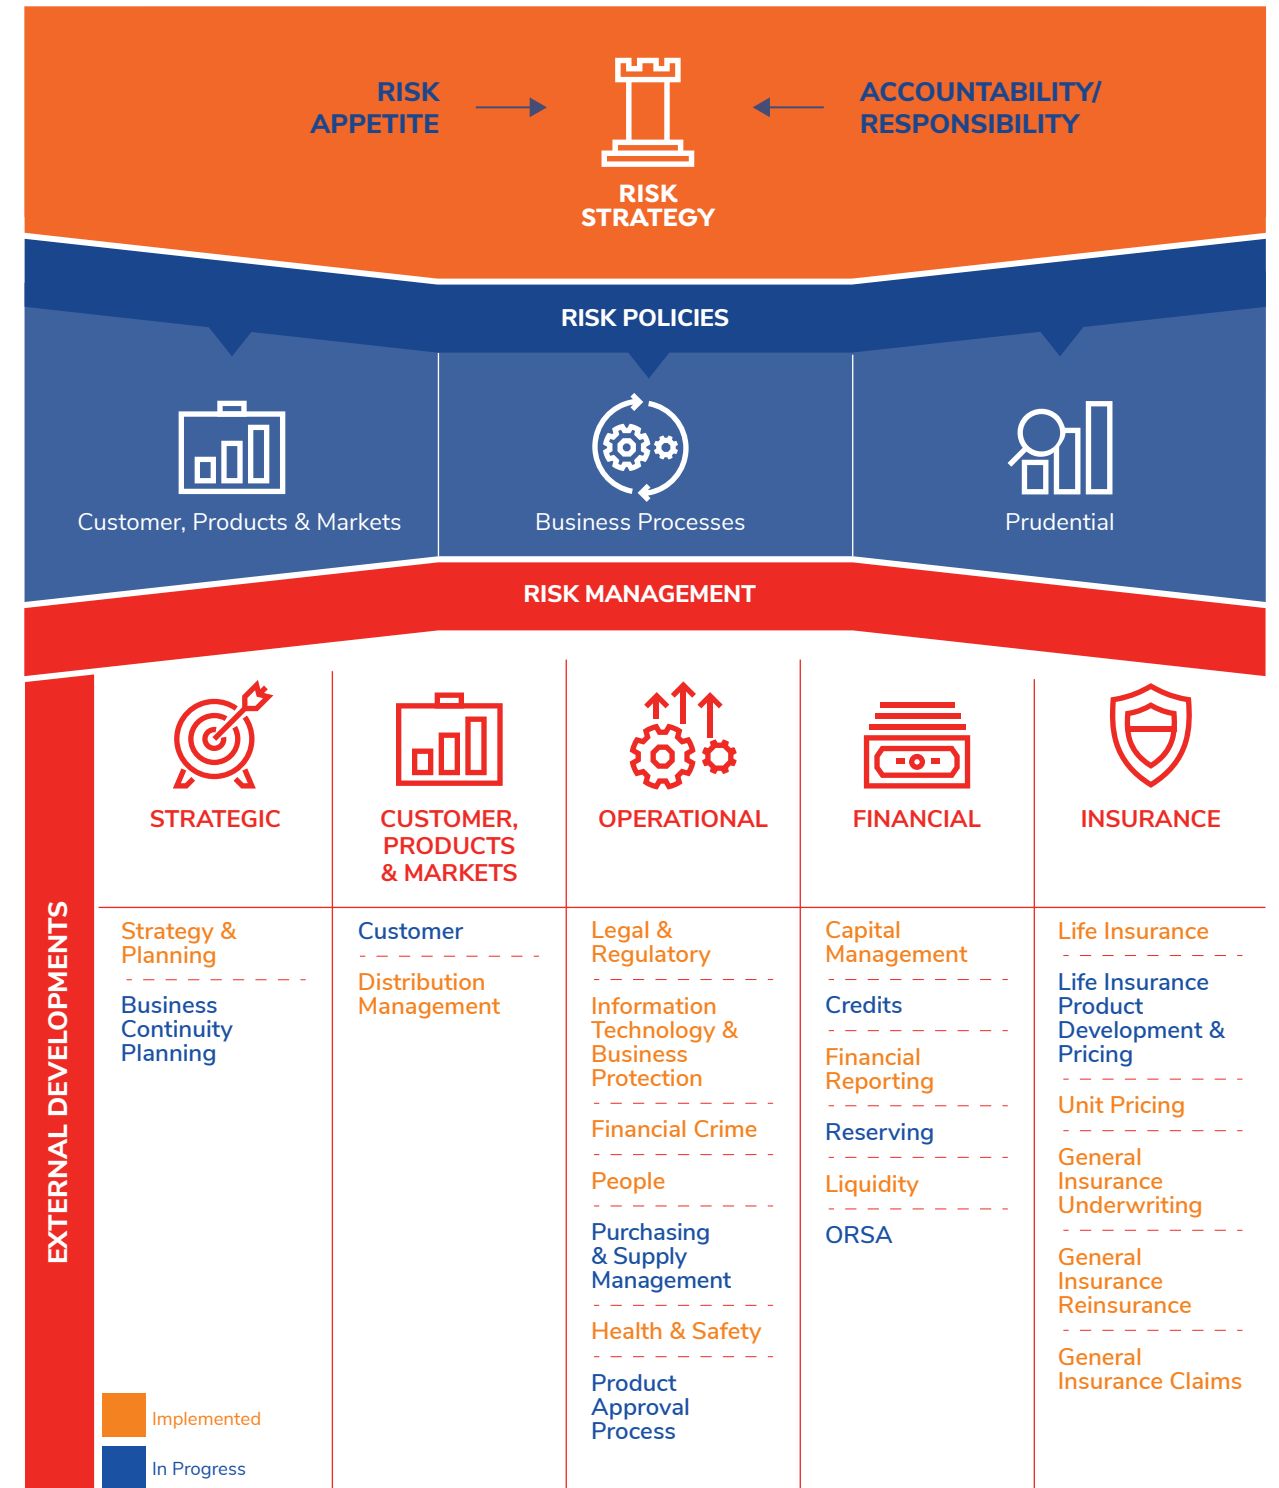 RISK
APPETITE
ACCOUNTABILITY/
RESPONSIBILITY
RISK
STRATEGY
RISK POLICIES
Customer, Products & Markets
Business Processes
Prudential
RISK MANAGEMENT
EXTERNAL DEVELOPMENTS
STRATEGIC
Strategy &
Planning
Business
Continuity
Planning
CUSTOMER,
PRODUCTS
& MARKETS
Customer
Distribution
Management
OPERATIONAL
Legal &
Regulatory
Information
Technology &
Business
Protection
Financial Crime
People
Purchasing
& Supply
Management
Health & Safety
Product
Approval
Process
FINANCIAL
Capital
Management
Credits
Financial
Reporting
Reserving
Liquidity
ORSA
INSURANCE
Life Insurance
Life Insurance
Product
Development &
Pricing
Unit Pricing
General
Insurance
Underwriting
General
Insurance
Reinsurance
General
Insurance Claims
Implemented
In Progress